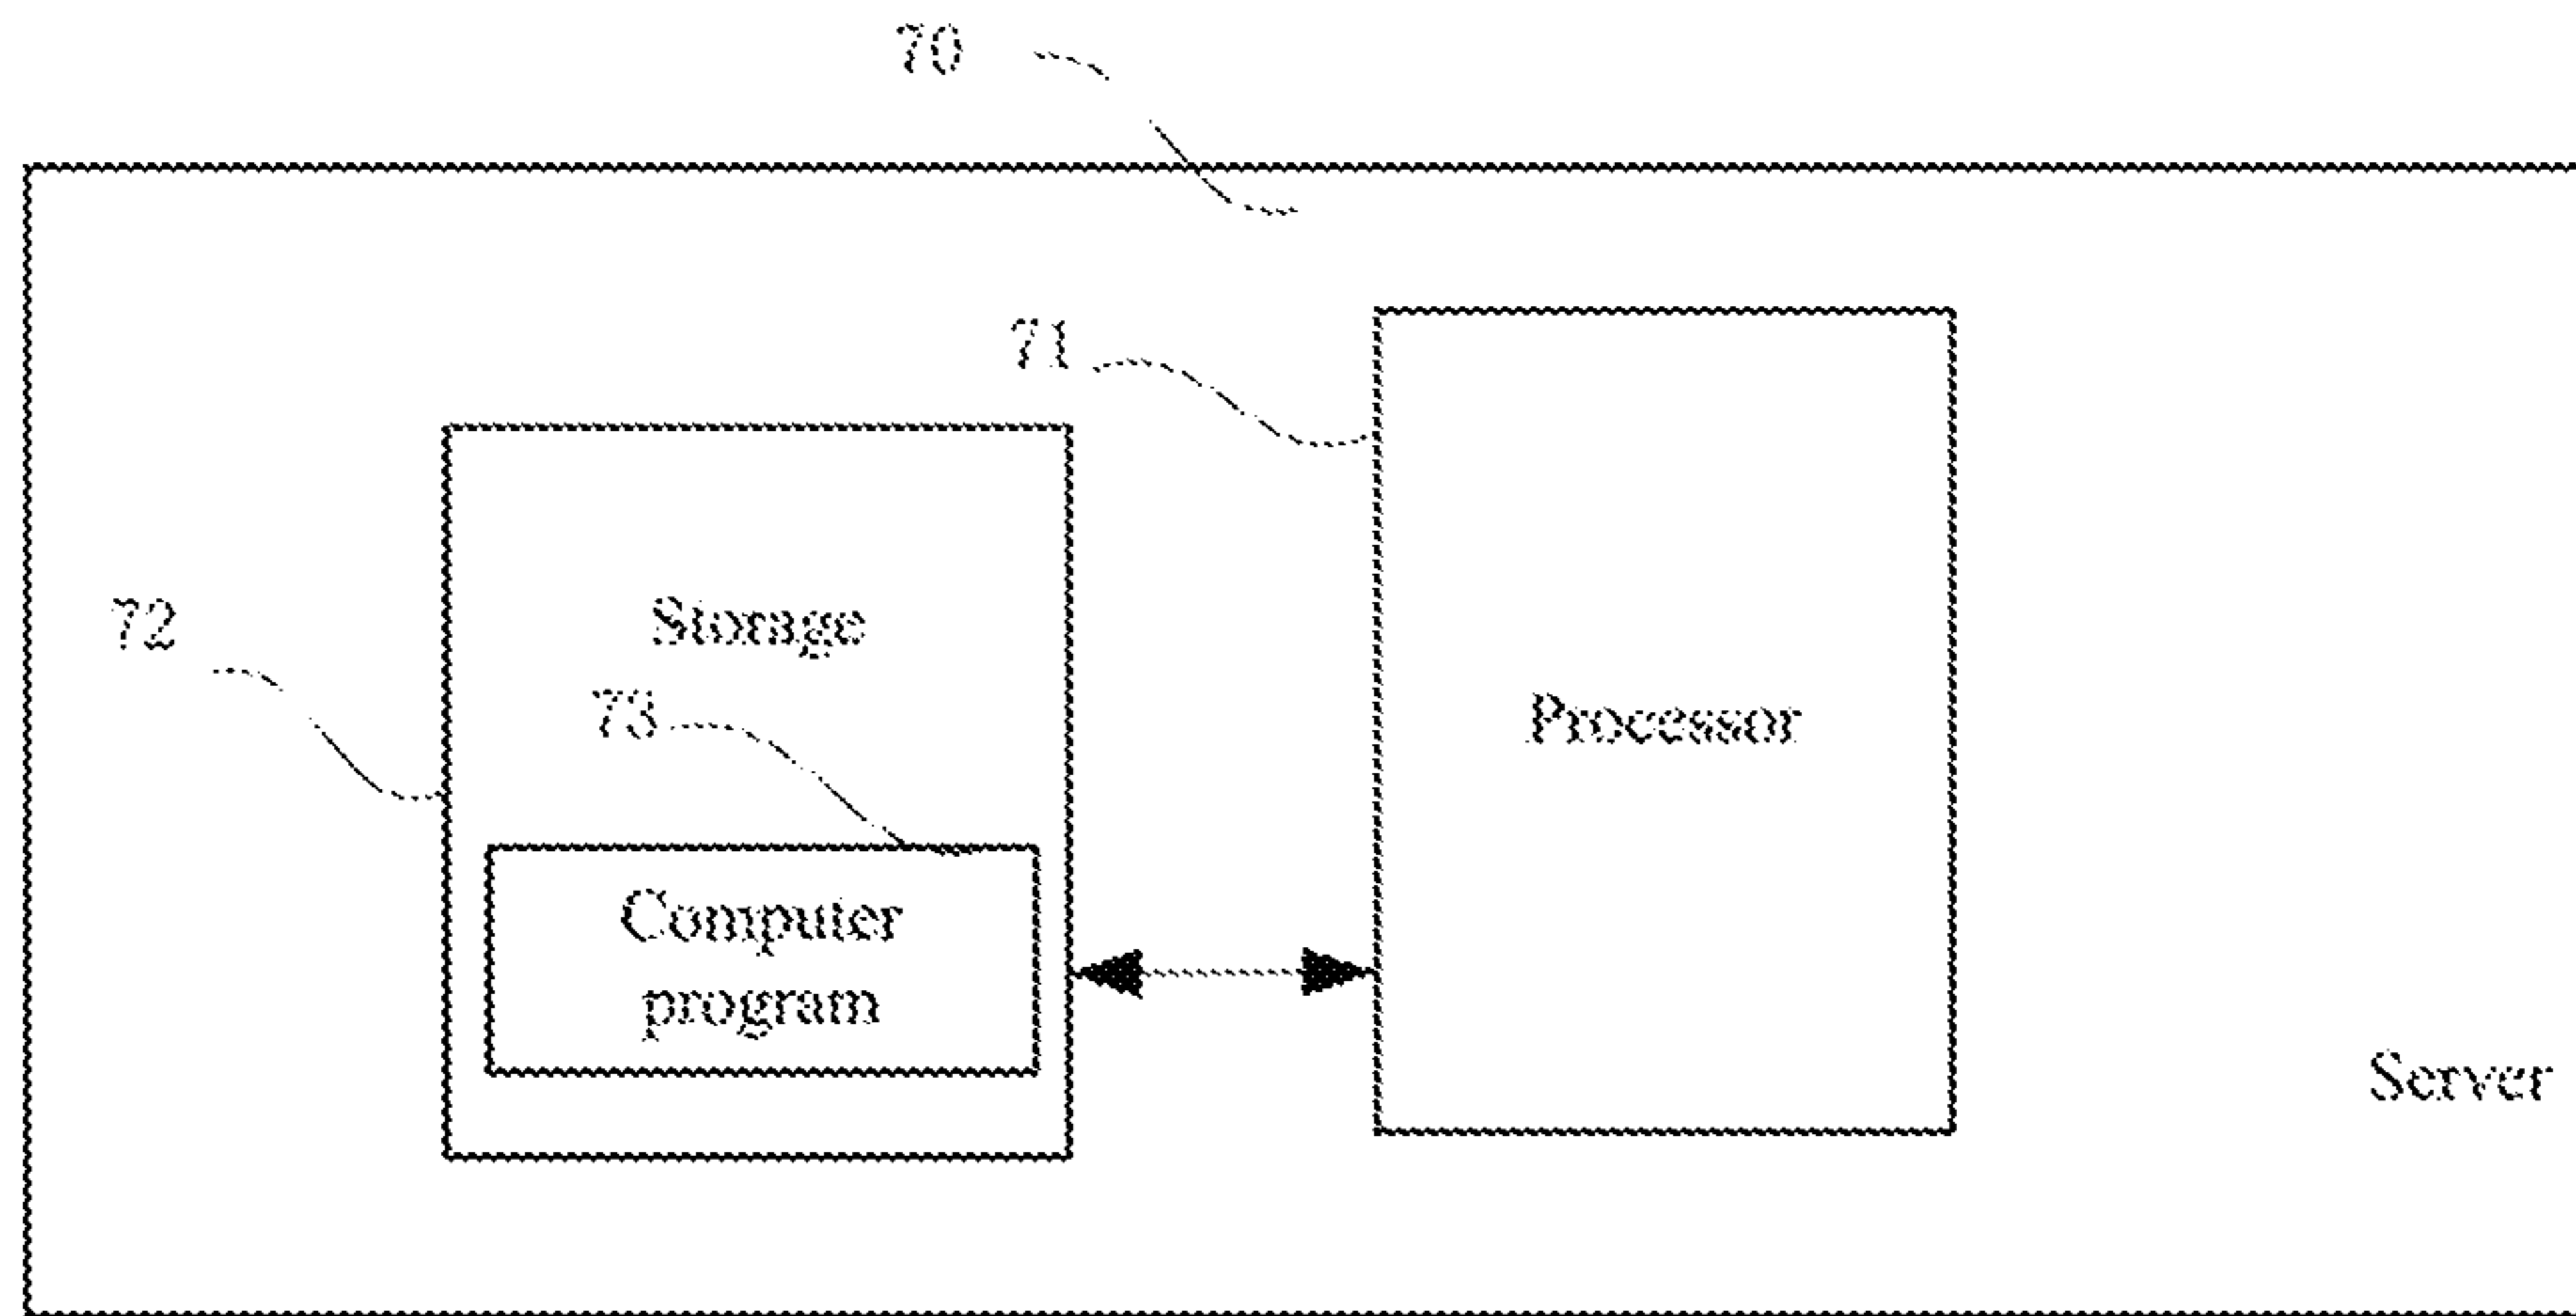 70
71
72
Storage
73
Processor
Computer
program
Server